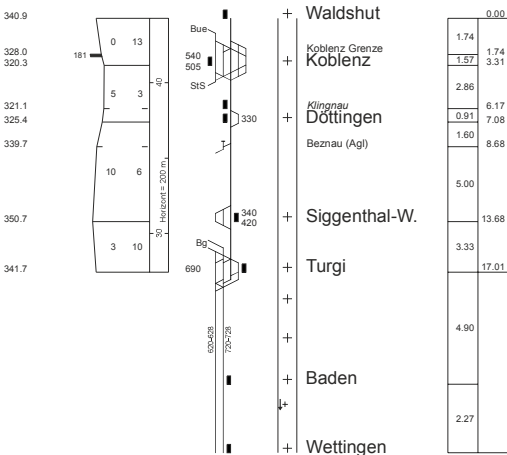 340.9 Waldshut 0.00
Bue 1.74
0 13
328.0 181 540 Koblenz Grenze 1.74
320.3 505 Koblenz 1.57 3.31
40 StS 2.86
5 3
321.1 Klingnau 6.17
325.4 330 Döttingen 0.91 7.08
1.60
339.7 Beznau (Agl) 8.68
10 6 5.00
Horizont = 200 m
340
350.7 420 Siggenthal-W. 13.68
30
3 10 Bg 3.33
341.7 690 Turgi 17.01
620-628 720-728
4.90
Baden
2.27
Wettingen